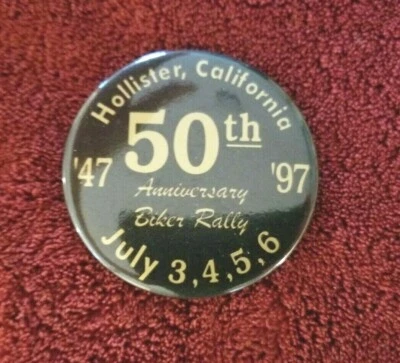 Hollister, California
50th
'47 '97
Anniversary
Biker Rally
July 3,4,5,6